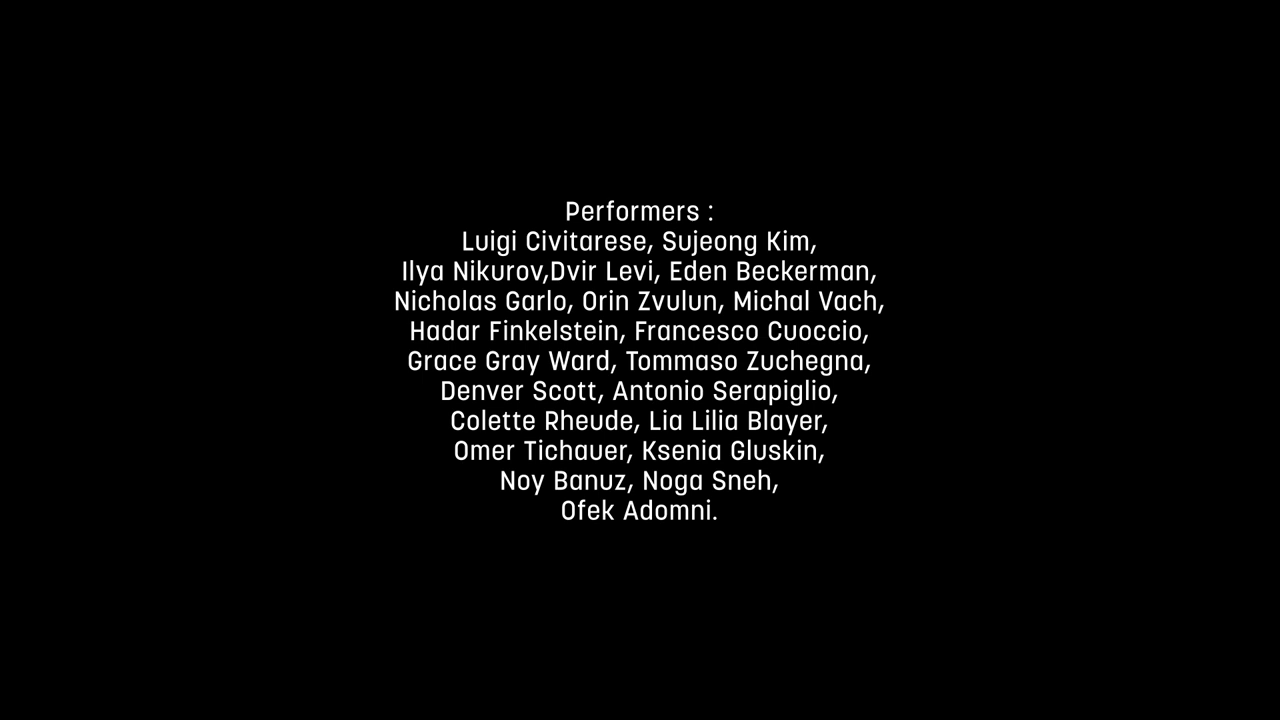 Performers :
Luigi Civitarese, Sujeong Kim,
Ilya Nikurov,Dvir Levi, Eden Beckerman,
Nicholas Garlo, Orin Zvulun, Michal Vach,
Hadar Finkelstein, Francesco Cuoccio,
Grace Gray Ward, Tommaso Zuchegna,
Denver Scott, Antonio Serapiglio,
Colette Rheude, Lia Lilia Blayer,
Omer Tichauer, Ksenia Gluskin,
Noy Banuz, Noga Sneh,
Ofek Adomni.